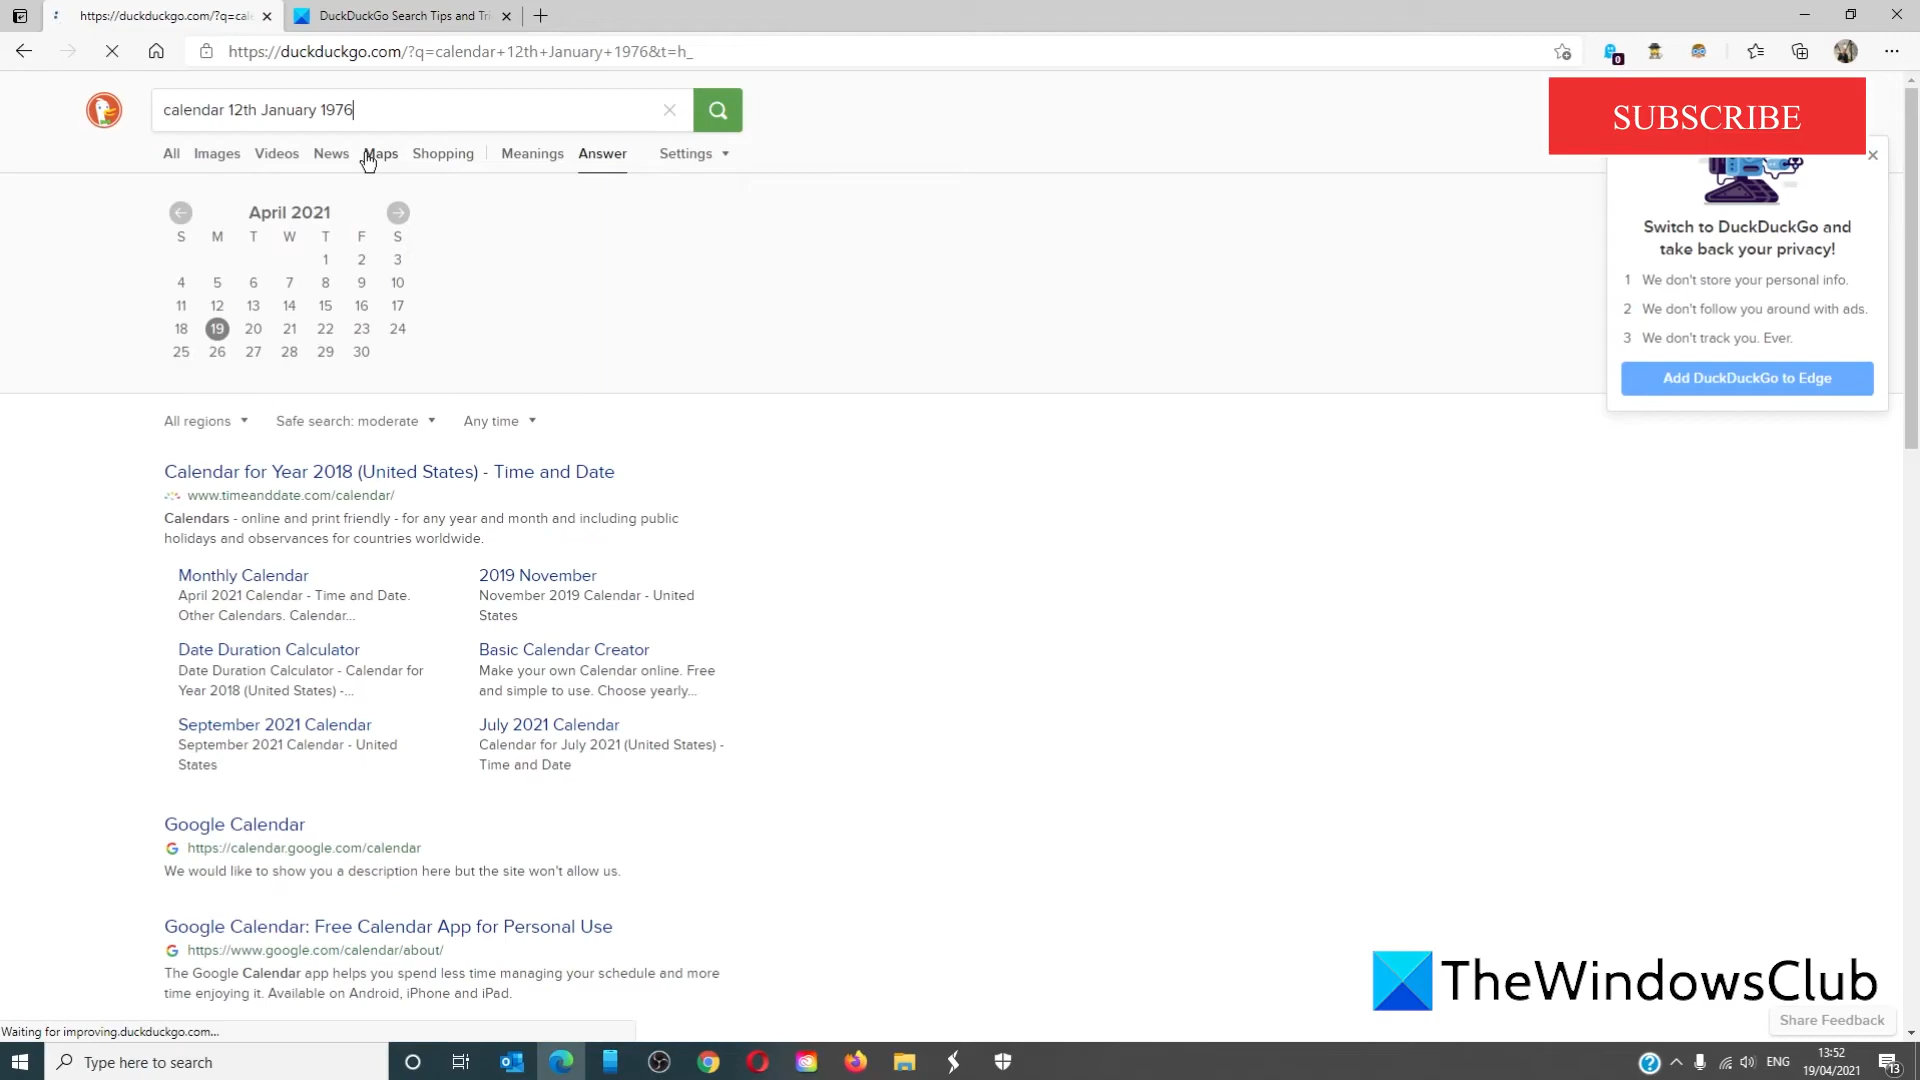 https://duckduckgo.com/?q=cal
DuckDuckGo Search Tips and Tri
https://duckduckgo.com/?q=calendar+12th+January+1976&t=h_
0
calendar 12th January 1976
SUBSCRIBE
All Images Videos News Maps Shopping Meanings Answer Settings
April 2021
S M T W T F S
1 2 3
4 5 6 7 8 9 10
11 12 13 14 15 16 17
18 19 20 21 22 23 24
25 26 27 28 29 30
Switch to DuckDuckGo and
take back your privacy!
1 We don't store your personal info.
2 We don't follow you around with ads.
3 We don't track you. Ever.
Add DuckDuckGo to Edge
All regions Safe search: moderate Any time
Calendar for Year 2018 (United States) - Time and Date
www.timeanddate.com/calendar/
Calendars - online and print friendly - for any year and month and including public
holidays and observances for countries worldwide.
Monthly Calendar
April 2021 Calendar - Time and Date.
Other Calendars. Calendar...
2019 November
November 2019 Calendar - United
States
Date Duration Calculator
Date Duration Calculator - Calendar for
Year 2018 (United States) -...
Basic Calendar Creator
Make your own Calendar online. Free
and simple to use. Choose yearly...
September 2021 Calendar
September 2021 Calendar - United
States
July 2021 Calendar
Calendar for July 2021 (United States) -
Time and Date
Google Calendar
https://calendar.google.com/calendar
We would like to show you a description here but the site won't allow us.
Google Calendar: Free Calendar App for Personal Use
https://www.google.com/calendar/about/
The Google Calendar app helps you spend less time managing your schedule and more
time enjoying it. Available on Android, iPhone and iPad.
TheWindowsClub
Share Feedback
Waiting for improving.duckduckgo.com...
Type here to search
ENG
13:52
19/04/2021
13